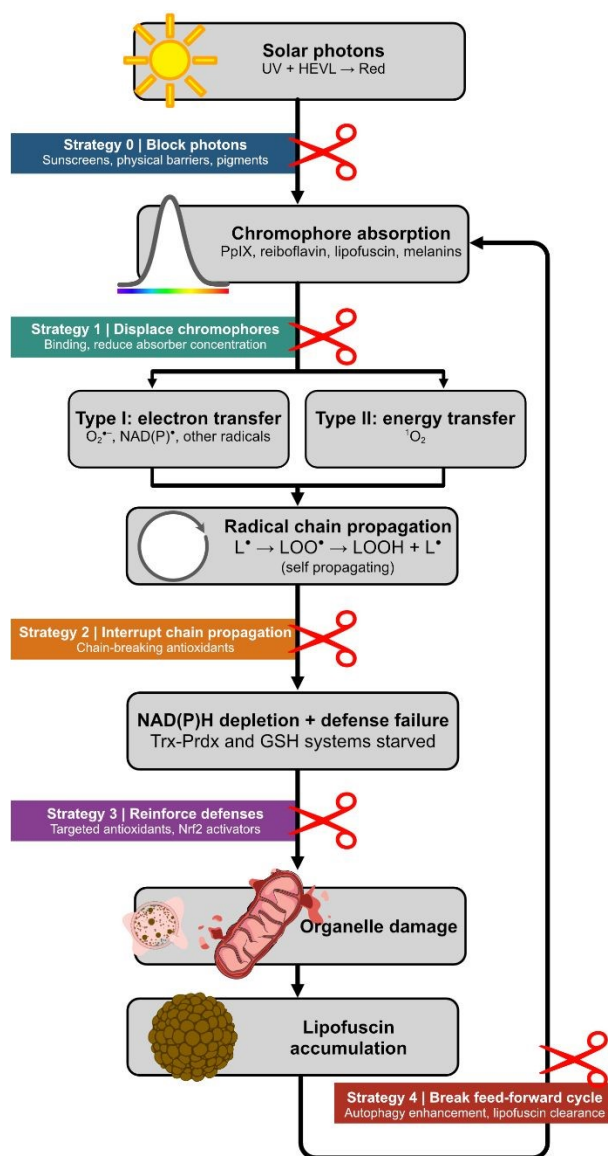 Solar photons
UV + HEVL → Red
Strategy 0 | Block photons
Sunscreens, physical barriers, pigments
Chromophore absorption
PpIX, reiboflavin, lipofuscin, melanins
Strategy 1 | Displace chromophores
Binding, reduce absorber concentration
Type I: electron transfer
O₂•⁻, NAD(P)•, other radicals
Type II: energy transfer
¹O₂
Radical chain propagation
L• → LOO• → LOOH + L•
(self propagating)
Strategy 2 | Interrupt chain propagation
Chain-breaking antioxidants
NAD(P)H depletion + defense failure
Trx-Prdx and GSH systems starved
Strategy 3 | Reinforce defenses
Targeted antioxidants, Nrf2 activators
Organelle damage
Lipofuscin
accumulation
Strategy 4 | Break feed-forward cycle
Autophagy enhancement, lipofuscin clearance